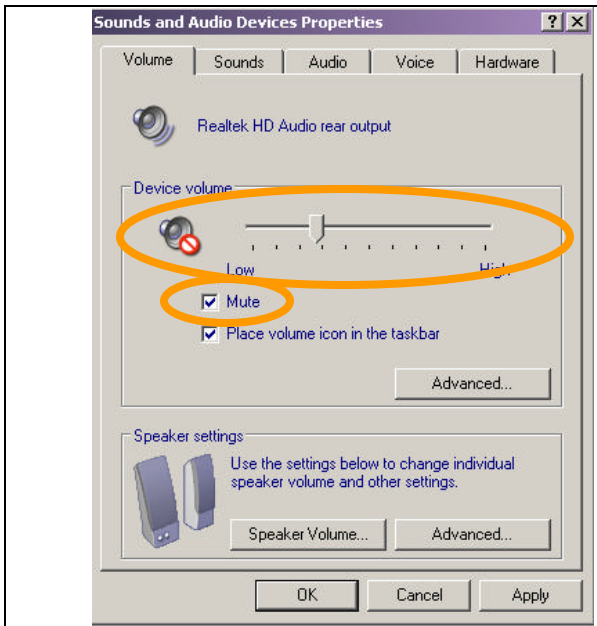 Sounds and Audio Devices Properties
Volume Sounds Audio Voice Hardware
Realtek HD Audio rear output
Device volume
Low High
Mute
Place volume icon in the taskbar
Advanced...
Speaker settings
Use the settings below to change individual
speaker volume and other settings.
Speaker Volume... Advanced...
OK Cancel Apply